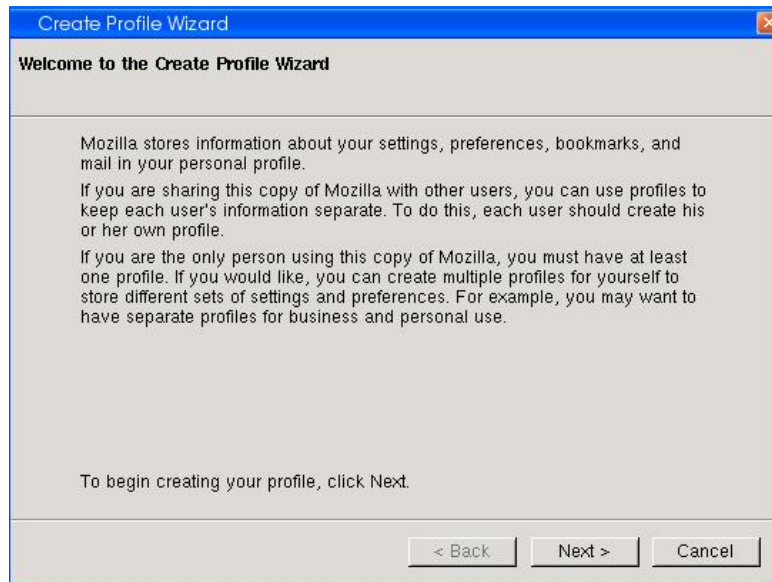 Create Profile Wizard
Welcome to the Create Profile Wizard
Mozilla stores information about your settings, preferences, bookmarks, and
mail in your personal profile.
If you are sharing this copy of Mozilla with other users, you can use profiles to
keep each user's information separate. To do this, each user should create his
or her own profile.
If you are the only person using this copy of Mozilla, you must have at least
one profile. If you would like, you can create multiple profiles for yourself to
store different sets of settings and preferences. For example, you may want to
have separate profiles for business and personal use.
To begin creating your profile, click Next.
< Back Next > Cancel